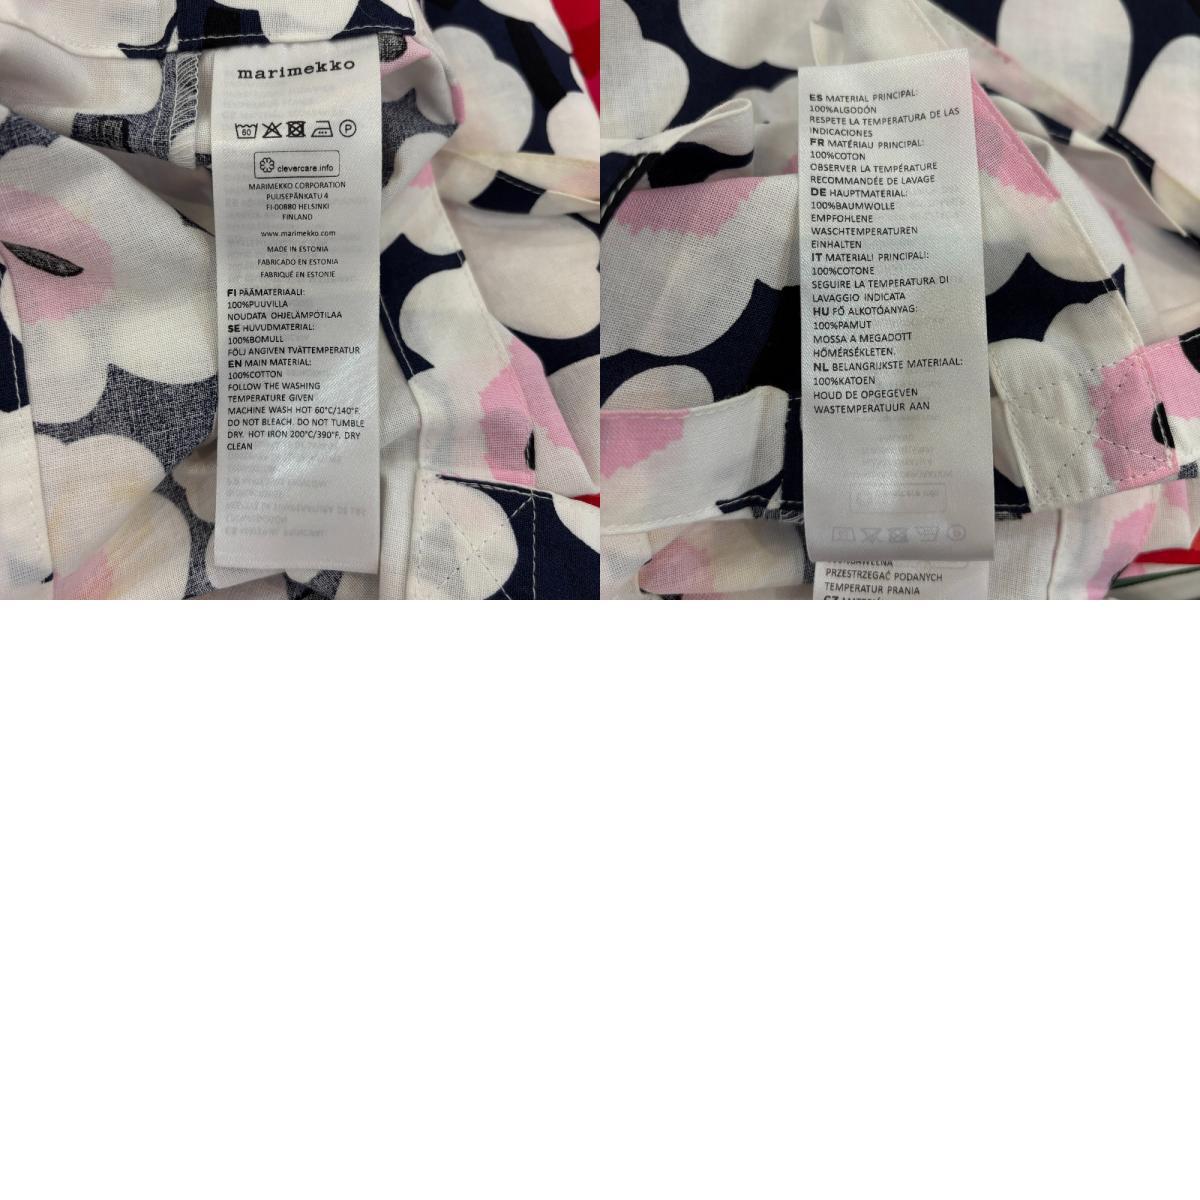 marimekko
60
P
clevercare.info
MARIMEKKO CORPORATION
PUUSEPÄNKATU 4
FI-00880 HELSINKI
FINLAND
www.marimekko.com
MADE IN ESTONIA
FABRICADO EN ESTONIA
FABRIQUÉ EN ESTONIE
FI PÄÄMATERIAALI:
100%PUUVILLA
NOUDATA OHJELÄMPÖTILAA
SE HUVUDMATERIAL:
100%BOMULL
FÖLJ ANGIVEN TVÄTTEMPERATUR
EN MAIN MATERIAL:
100%COTTON
FOLLOW THE WASHING
TEMPERATURE GIVEN
MACHINE WASH HOT 60°C/140°F.
DO NOT BLEACH. DO NOT TUMBLE
DRY. HOT IRON 200°C/390°F. DRY
CLEAN
ES MATERIAL PRINCIPAL:
100%ALGODÓN
RESPETE LA TEMPERATURA DE LAS
INDICACIONES
FR MATÉRIAU PRINCIPAL:
100%COTON
OBSERVER LA TEMPÉRATURE
RECOMMANDÉE DE LAVAGE
DE HAUPTMATERIAL:
100%BAUMWOLLE
EMPFOHLENE
WASCHTEMPERATUREN
EINHALTEN
IT MATERIALI PRINCIPALI:
100%COTONE
SEGUIRE LA TEMPERATURA DI
LAVAGGIO INDICATA
HU FŐ ALKOTÓANYAG:
100%PAMUT
MOSSA A MEGADOTT
HŐMÉRSÉKLETEN.
NL BELANGRIJKSTE MATERIAAL:
100%KATOEN
HOUD DE OPGEGEVEN
WASTEMPERATUUR AAN
PRZESTRZEGAĆ PODANYCH
TEMPERATUR PRANIA